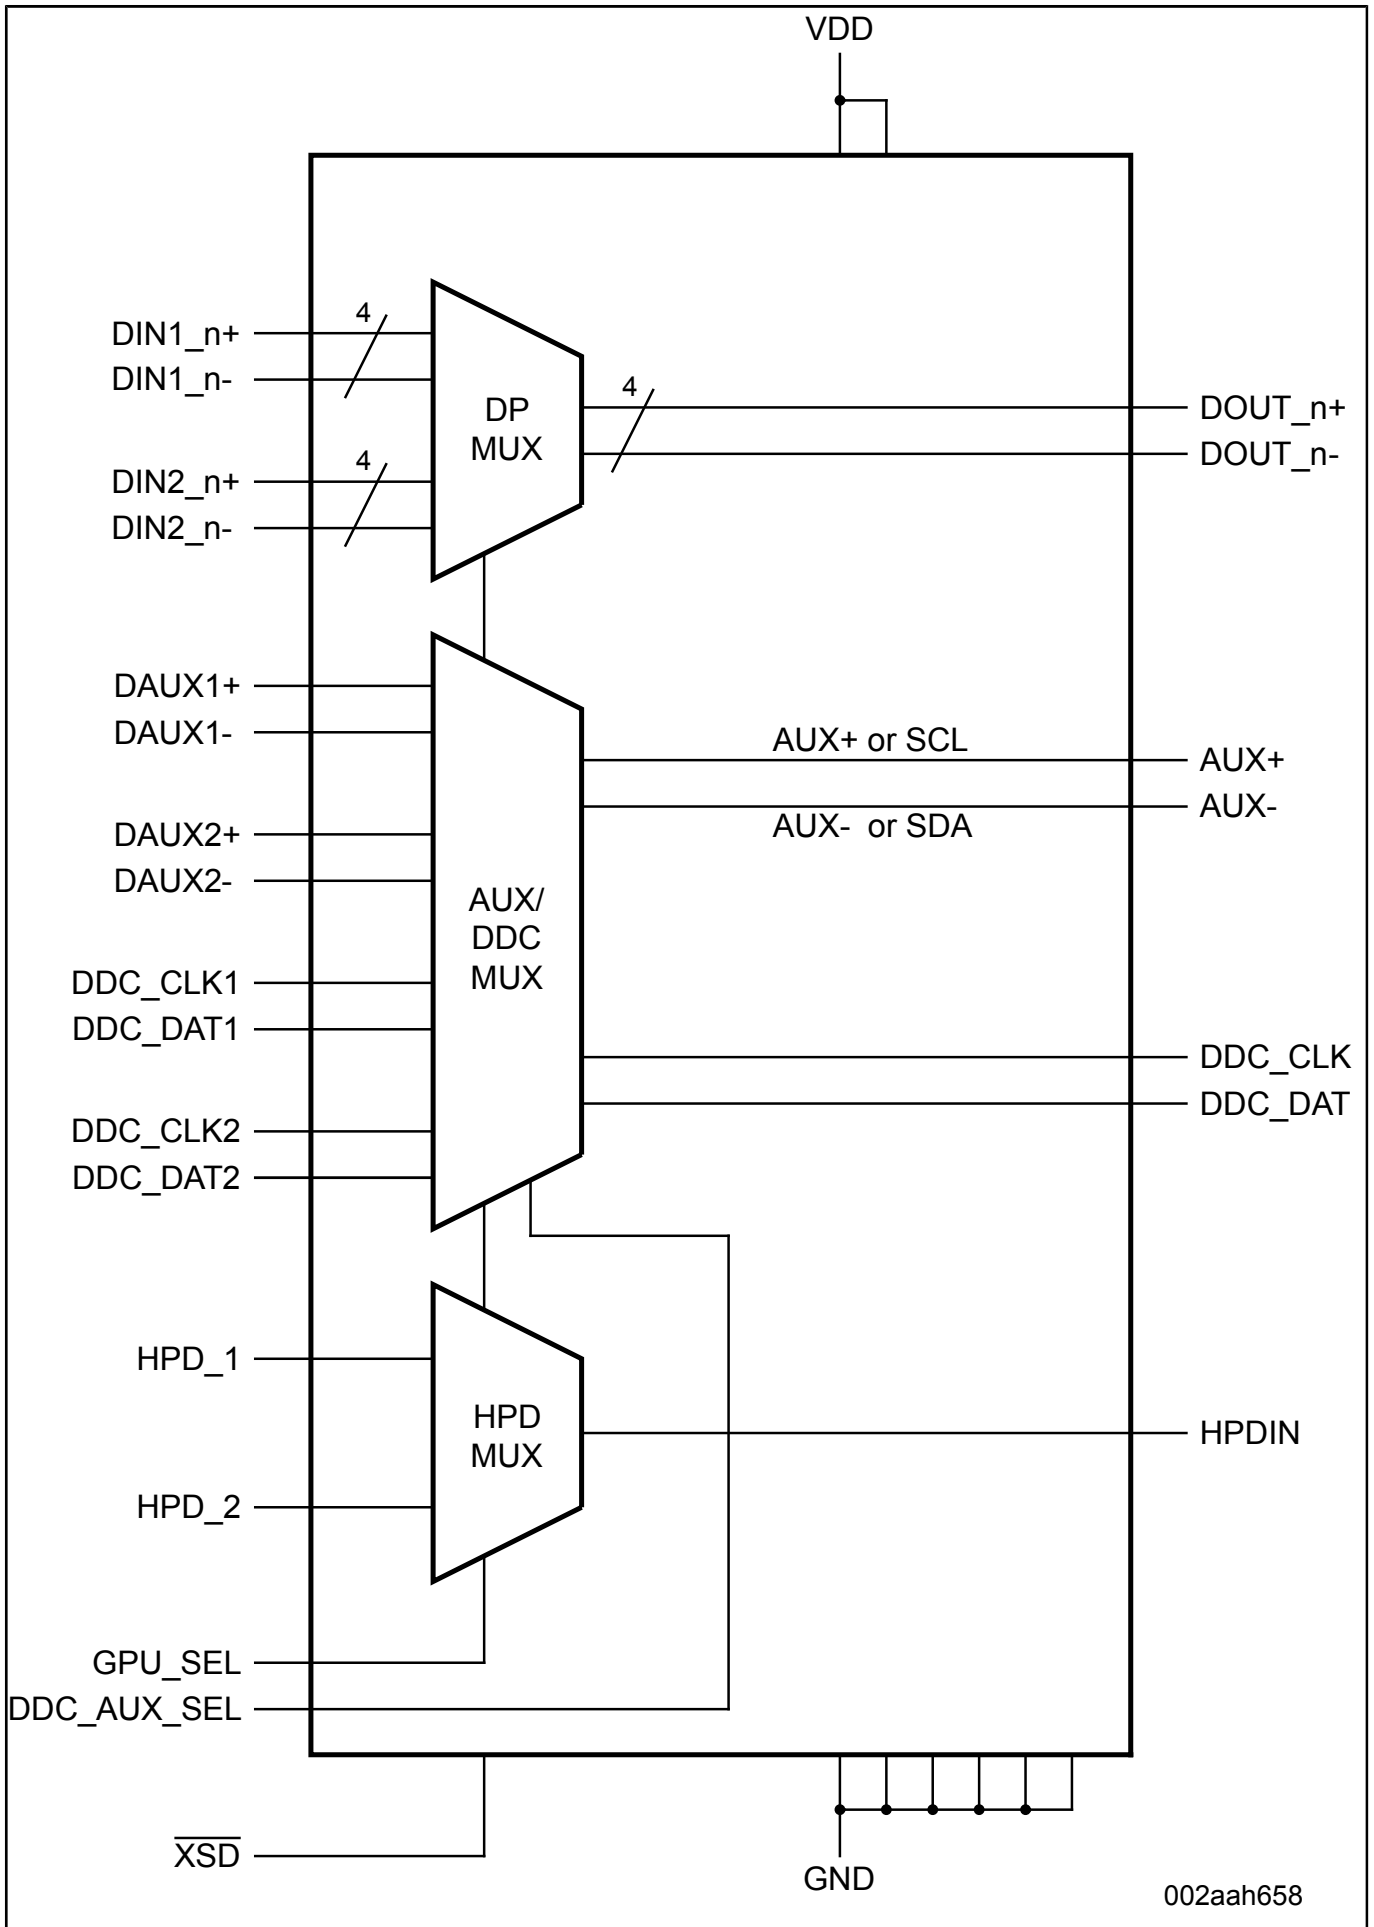 VDD
DIN1_n+
DIN1_n-
4
DIN2_n+
DIN2_n-
4
DP
MUX
4
DOUT_n+
DOUT_n-
DAUX1+
DAUX1-
DAUX2+
DAUX2-
DDC_CLK1
DDC_DAT1
DDC_CLK2
DDC_DAT2
AUX/
DDC
MUX
AUX+ or SCL
AUX- or SDA
AUX+
AUX-
DDC_CLK
DDC_DAT
HPD_1
HPD_2
HPD
MUX
HPDIN
GPU_SEL
DDC_AUX_SEL
XSD
GND
002aah658